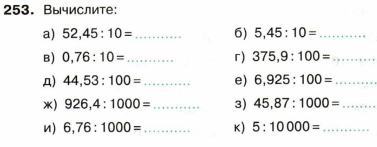 253. Вычислите:
а) 52,45 : 10 = ............ б) 5,45 : 10 = ............
в) 0,76 : 10 = ............ г) 375,9 : 100 = ............
д) 44,53 : 100 = ............ е) 6,925 : 100 = ............
ж) 926,4 : 1000 = ............ з) 45,87 : 1000 = ............
и) 6,76 : 1000 = ............ к) 5 : 10 000 = ............